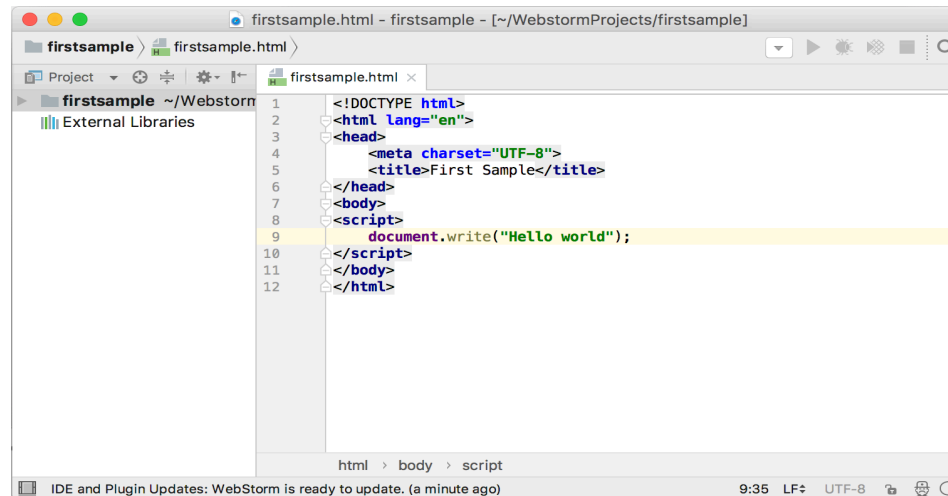 firstsample.html - firstsample - [~/WebstormProjects/firstsample]
firstsample firstsample.html
Project firstsample.html
firstsample ~/Webstorm
External Libraries
1 <!DOCTYPE html>
2 <html lang="en">
3 <head>
4 <meta charset="UTF-8">
5 <title>First Sample</title>
6 </head>
7 <body>
8 <script>
9 document.write("Hello world");
10 </script>
11 </body>
12 </html>
html › body › script
IDE and Plugin Updates: WebStorm is ready to update. (a minute ago) 9:35 LF UTF-8